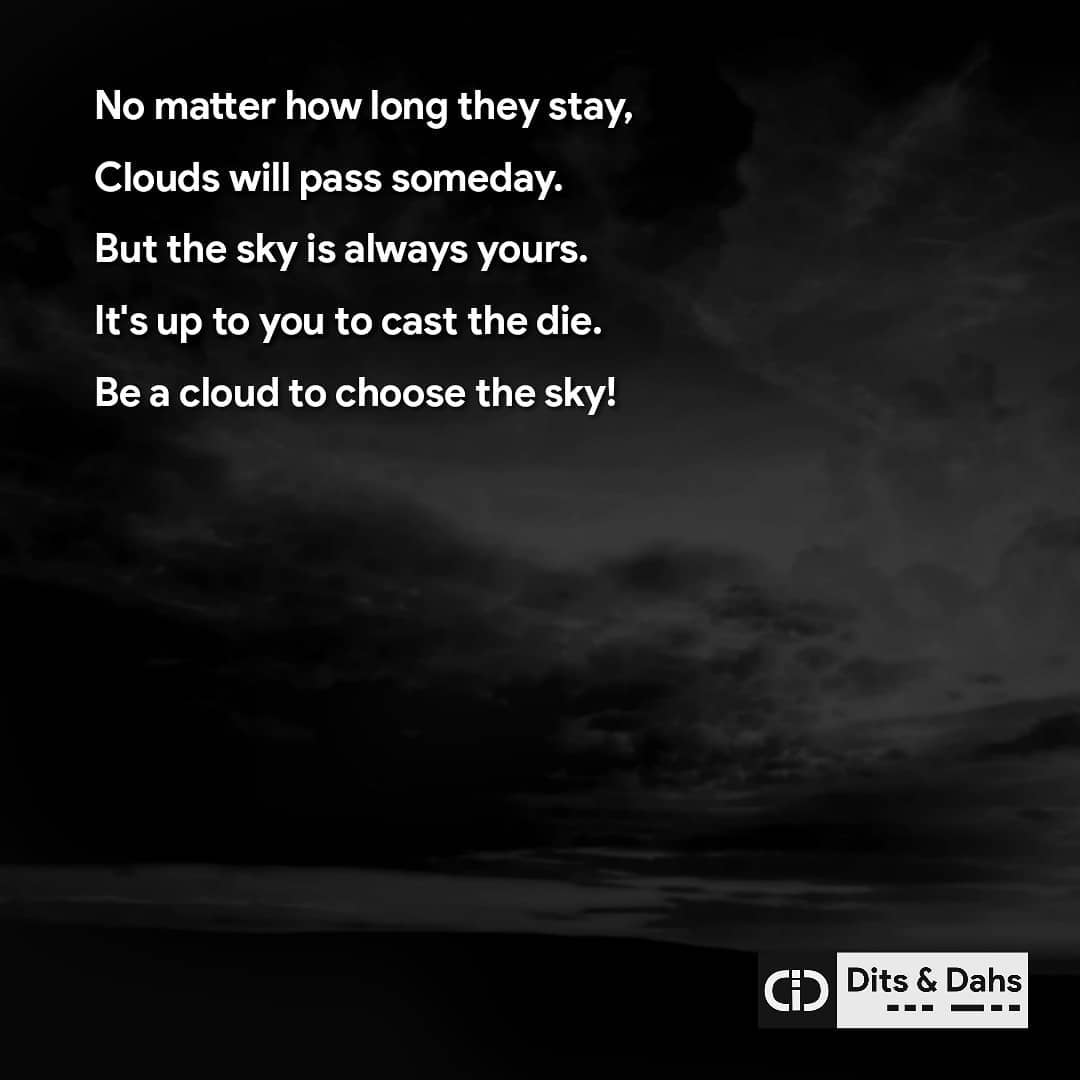 No matter how long they stay,
Clouds will pass someday.
But the sky is always yours.
It's up to you to cast the die.
Be a cloud to choose the sky!
Dits & Dahs